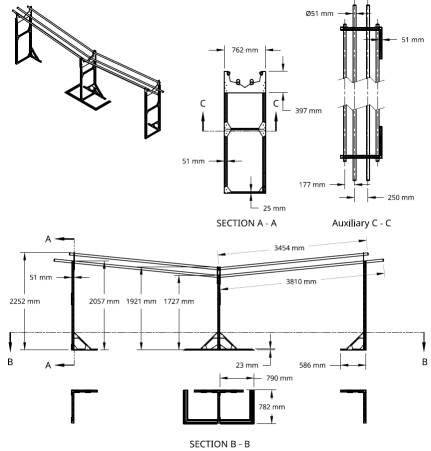 Ø51 mm
51 mm
762 mm
C
C
397 mm
51 mm
25 mm
177 mm
250 mm
SECTION A - A
Auxiliary C - C
A
3454 mm
51 mm
3810 mm
2252 mm
2057 mm
1921 mm
1727 mm
B
B
23 mm
586 mm
A
790 mm
782 mm
SECTION B - B